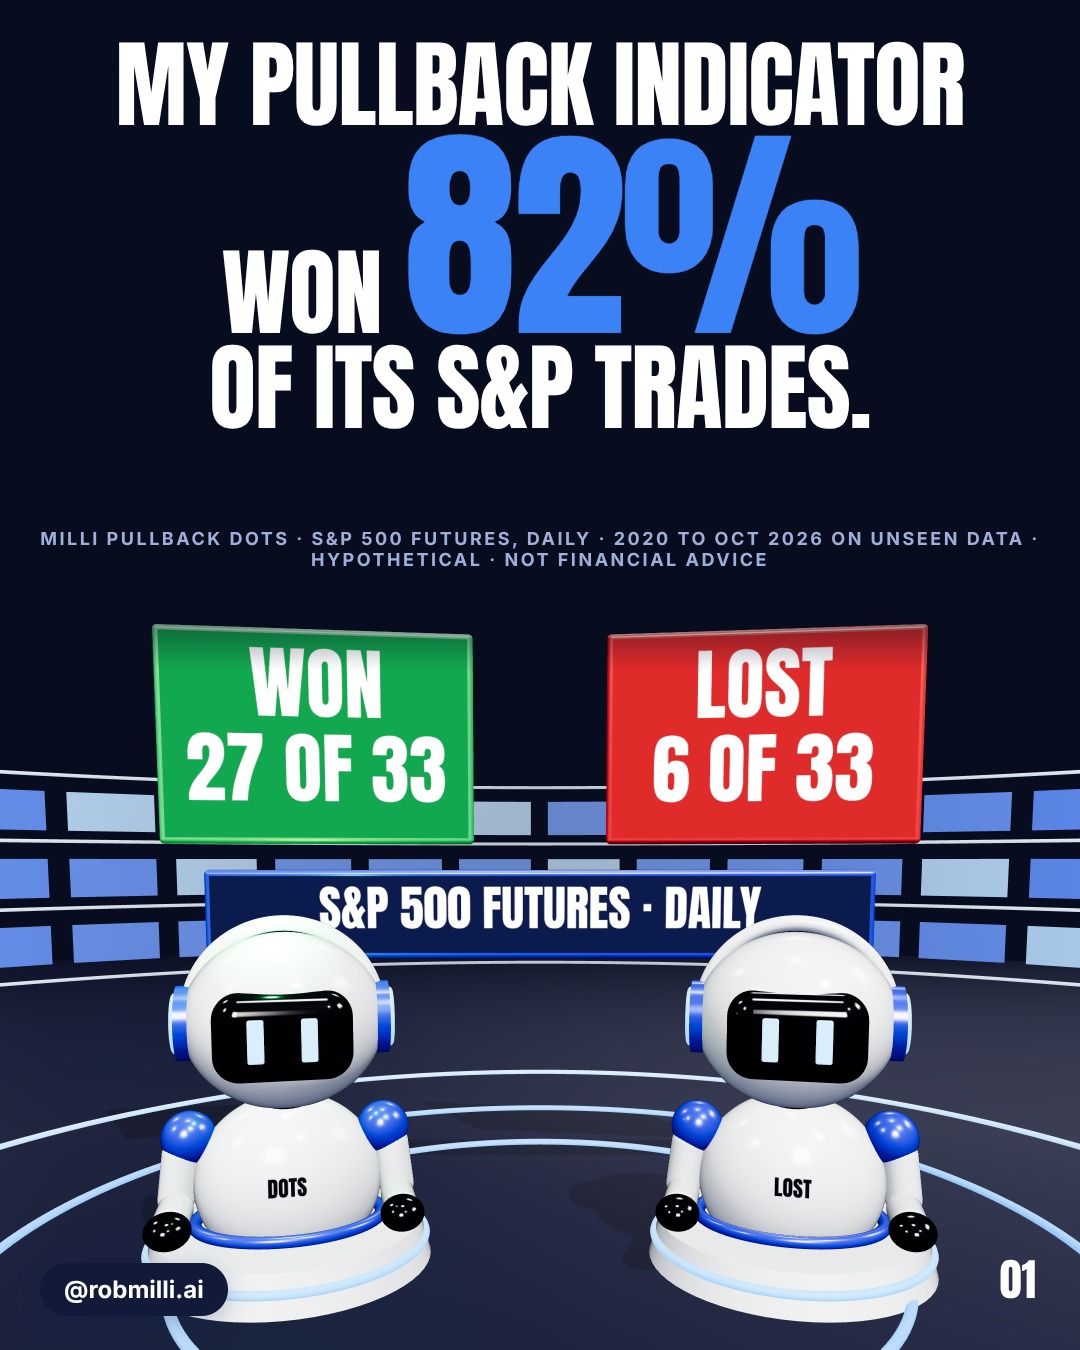 MY PULLBACK INDICATOR
WON 82%
OF ITS S&P TRADES.
MILLI PULLBACK DOTS · S&P 500 FUTURES, DAILY · 2020 TO OCT 2026 ON UNSEEN DATA ·
HYPOTHETICAL · NOT FINANCIAL ADVICE
WON
27 OF 33
LOST
6 OF 33
S&P 500 FUTURES · DAILY
DOTS
LOST
@robmilli.ai
01